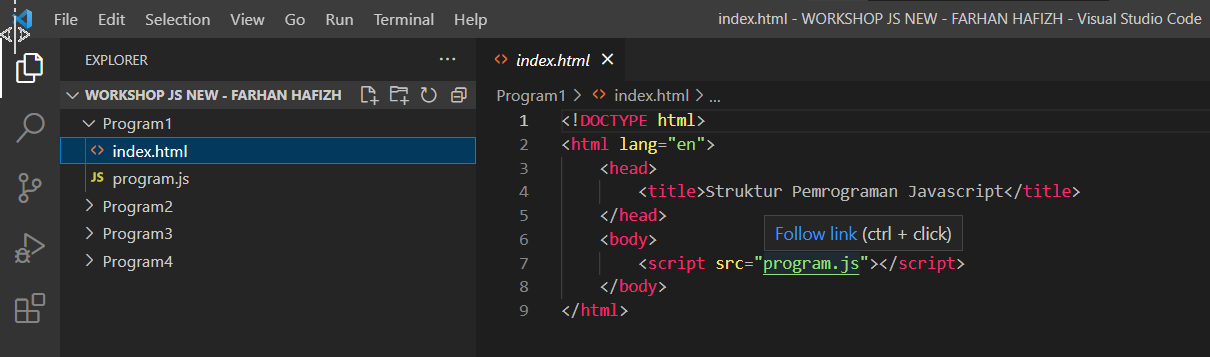 File Edit Selection View Go Run Terminal Help index.html - WORKSHOP JS NEW - FARHAN HAFIZH - Visual Studio Code
EXPLORER
WORKSHOP JS NEW - FARHAN HAFIZH
Program1
index.html
JS program.js
Program2
Program3
Program4
index.html
Program1 > index.html > ...
1 <!DOCTYPE html>
2 <html lang="en">
3 <head>
4 <title>Struktur Pemrograman Javascript</title>
5 </head>
Follow link (ctrl + click)
6 <body>
7 <script src="program.js"></script>
8 </body>
9 </html>